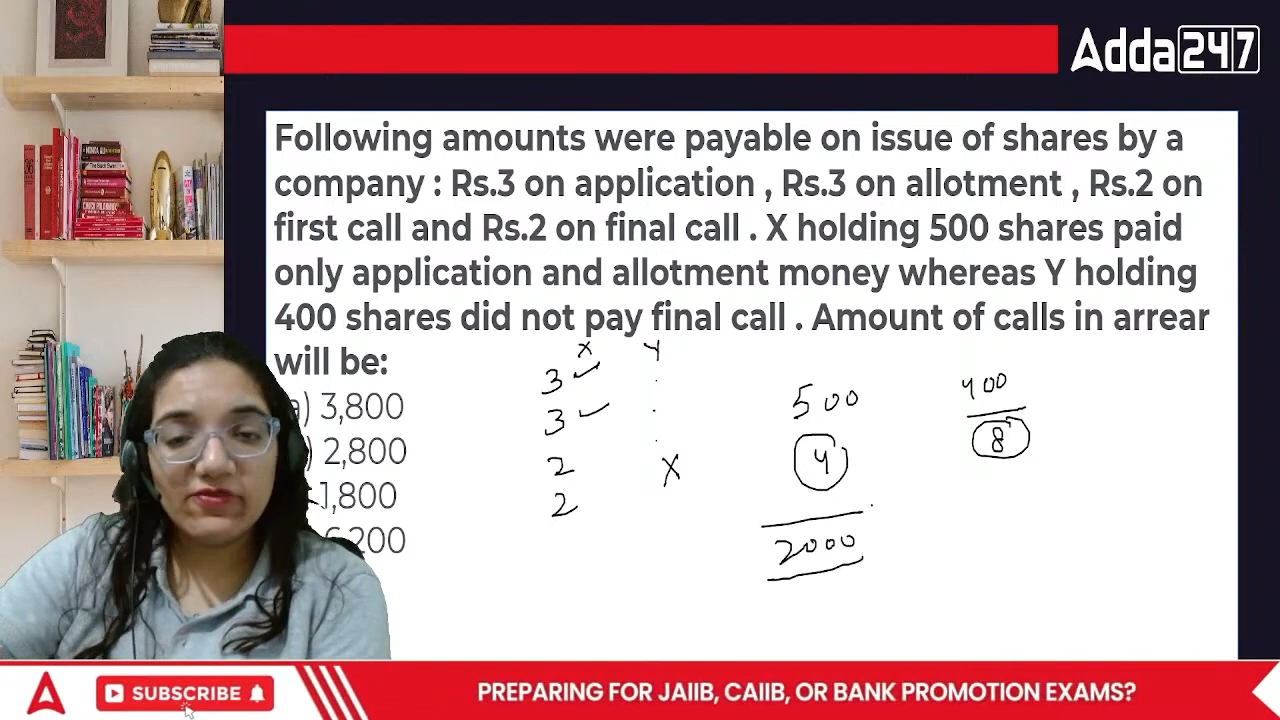 Adda 247
Following amounts were payable on issue of shares by a
company : Rs.3 on application , Rs.3 on allotment , Rs.2 on
first call and Rs.2 on final call . X holding 500 shares paid
only application and allotment money whereas Y holding
400 shares did not pay final call . Amount of calls in arrear
will be:
) 3,800
) 2,800
1,800
200
X Y
3
3
2 X
2
500
4
2000
400
8
SUBSCRIBE
PREPARING FOR JAIIB, CAIIB, OR BANK PROMOTION EXAMS?